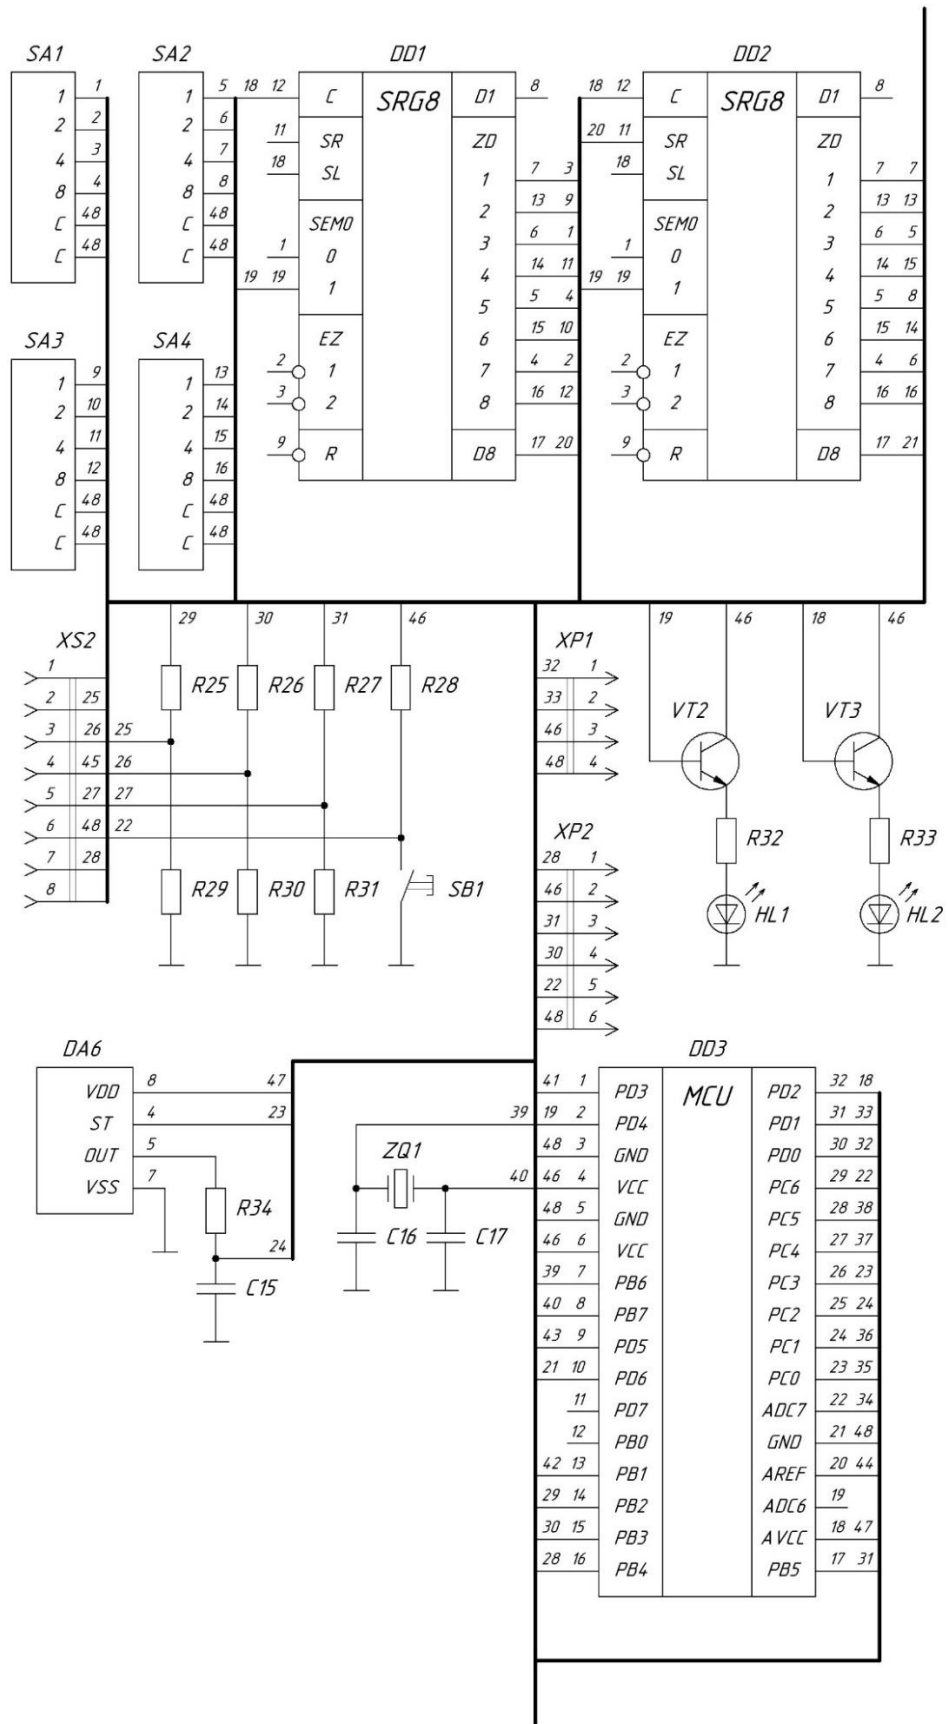 SA1 SA2 DD1 DD2
1 1 1 5 18 12 C SRG8 D1 8 18 12 C SRG8 D1 8
2 2 2 6 11 SR ZD 20 11 SR ZD
4 3 4 7 18 SL 1 7 3 18 SL 1 7 7
8 4 8 8 2 13 9 2 13 13
C 48 C 48 SEM0 3 6 1 SEM0 3 6 5
C 48 C 48 1 0 4 14 11 1 0 4 14 15
19 19 1 5 5 4 19 19 1 5 5 8
SA3 SA4 EZ 6 15 10 EZ 6 15 14
1 9 1 13 2 1 7 4 2 2 1 7 4 6
2 10 2 14 3 2 8 16 12 3 2 8 16 16
4 11 4 15 9 R D8 17 20 9 R D8 17 21
8 12 8 16
C 48 C 48
C 48 C 48
29 30 31 46 19 46 18 46
XS2 XP1
1 R25 R26 R27 R28 32 1
2 25 33 2 VT2 VT3
3 26 25 46 3
4 45 26 48 4
5 27 27
6 48 22 XP2 R32 R33
7 28 28 1
8 R29 R30 R31 SB1 46 2 HL1 HL2
31 3
30 4
22 5
48 6
DA6 DD3
VDD 8 47 41 1 PD3 MCU PD2 32 18
ST 4 23 39 19 2 PD4 PD1 31 33
OUT 5 ZQ1 48 3 GND PD0 30 32
VSS 7 40 46 4 VCC PC6 29 22
R34 48 5 GND PC5 28 38
24 C16 C17 46 6 VCC PC4 27 37
C15 39 7 PB6 PC3 26 23
40 8 PB7 PC2 25 24
43 9 PD5 PC1 24 36
21 10 PD6 PC0 23 35
11 PD7 ADC7 22 34
12 PB0 GND 21 48
42 13 PB1 AREF 20 44
29 14 PB2 ADC6 19
30 15 PB3 AVCC 18 47
28 16 PB4 PB5 17 31